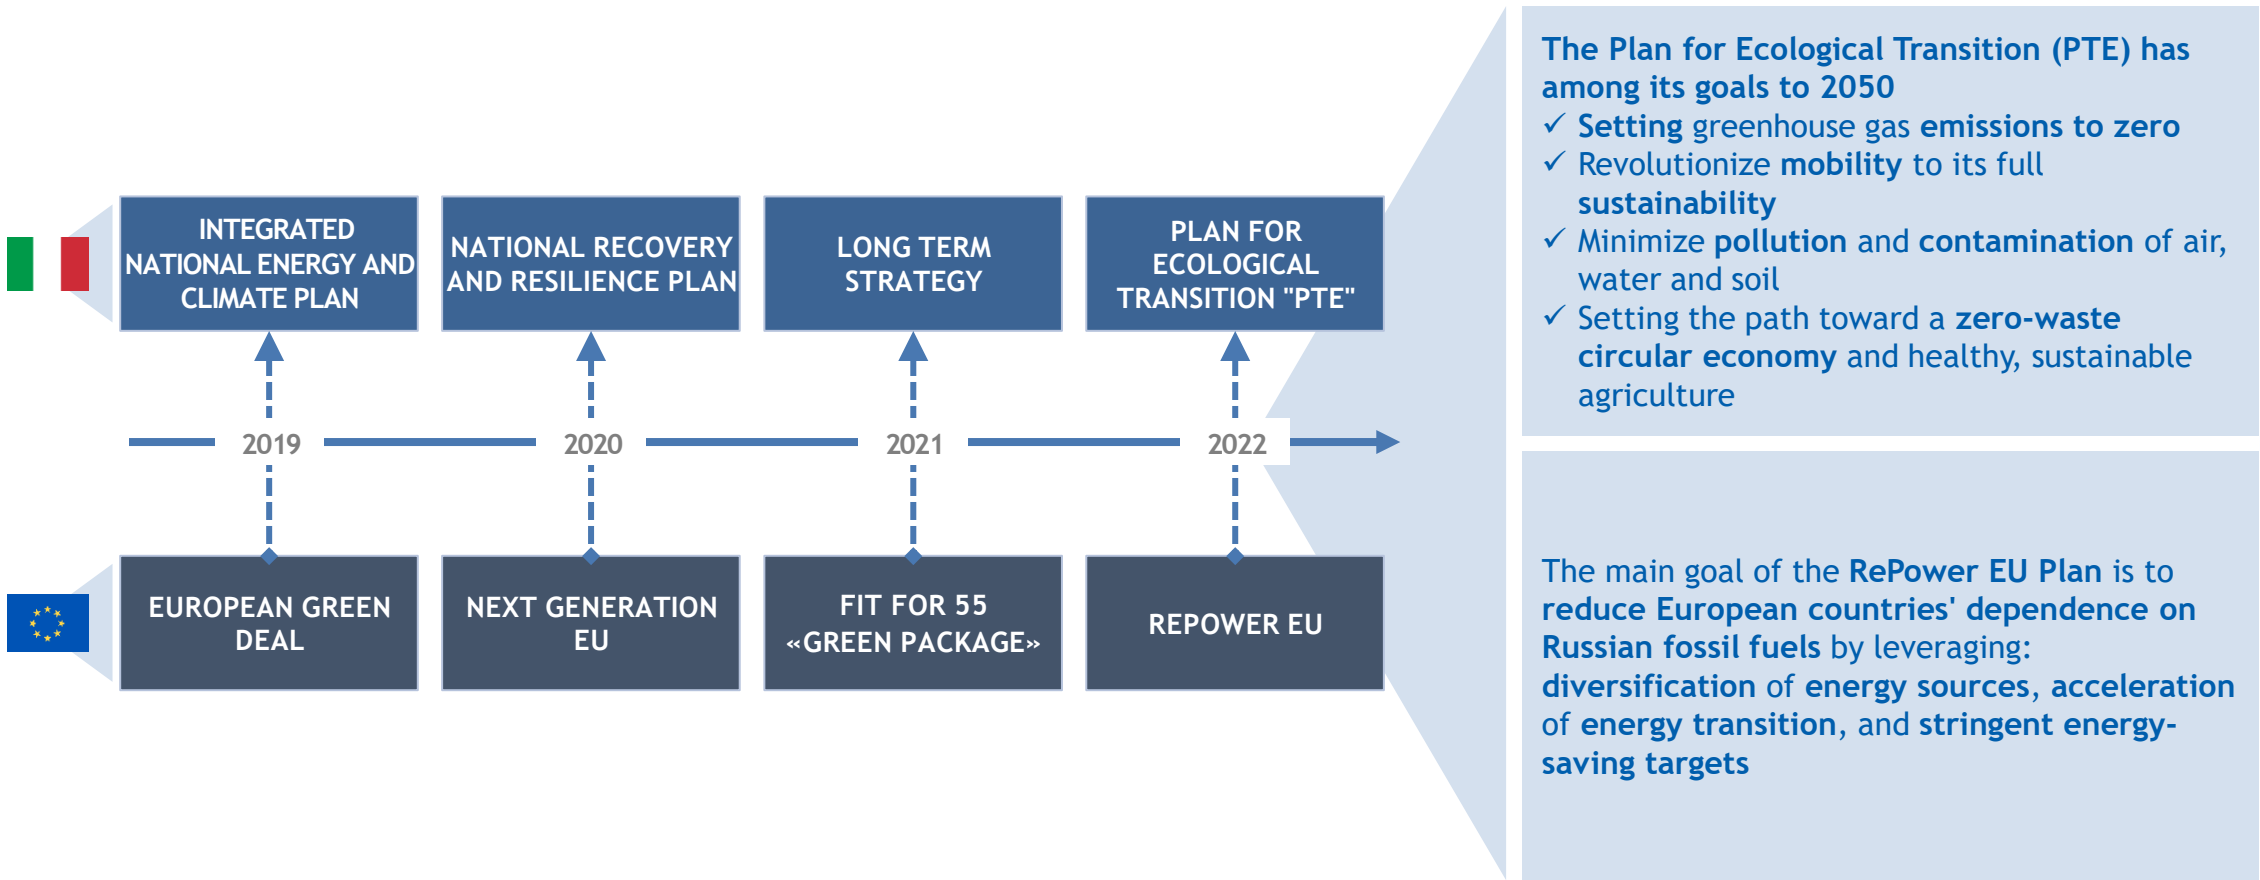 INTEGRATED
NATIONAL ENERGY AND
CLIMATE PLAN
NATIONAL RECOVERY
AND RESILIENCE PLAN
LONG TERM
STRATEGY
PLAN FOR
ECOLOGICAL
TRANSITION "PTE"
2019
2020
2021
2022
EUROPEAN GREEN
DEAL
NEXT GENERATION
EU
FIT FOR 55
«GREEN PACKAGE»
REPOWER EU
The Plan for Ecological Transition (PTE) has
among its goals to 2050
✓ Setting greenhouse gas emissions to zero
✓ Revolutionize mobility to its full
sustainability
✓ Minimize pollution and contamination of air,
water and soil
✓ Setting the path toward a zero-waste
circular economy and healthy, sustainable
agriculture
The main goal of the RePower EU Plan is to
reduce European countries' dependence on
Russian fossil fuels by leveraging:
diversification of energy sources, acceleration
of energy transition, and stringent energy-
saving targets